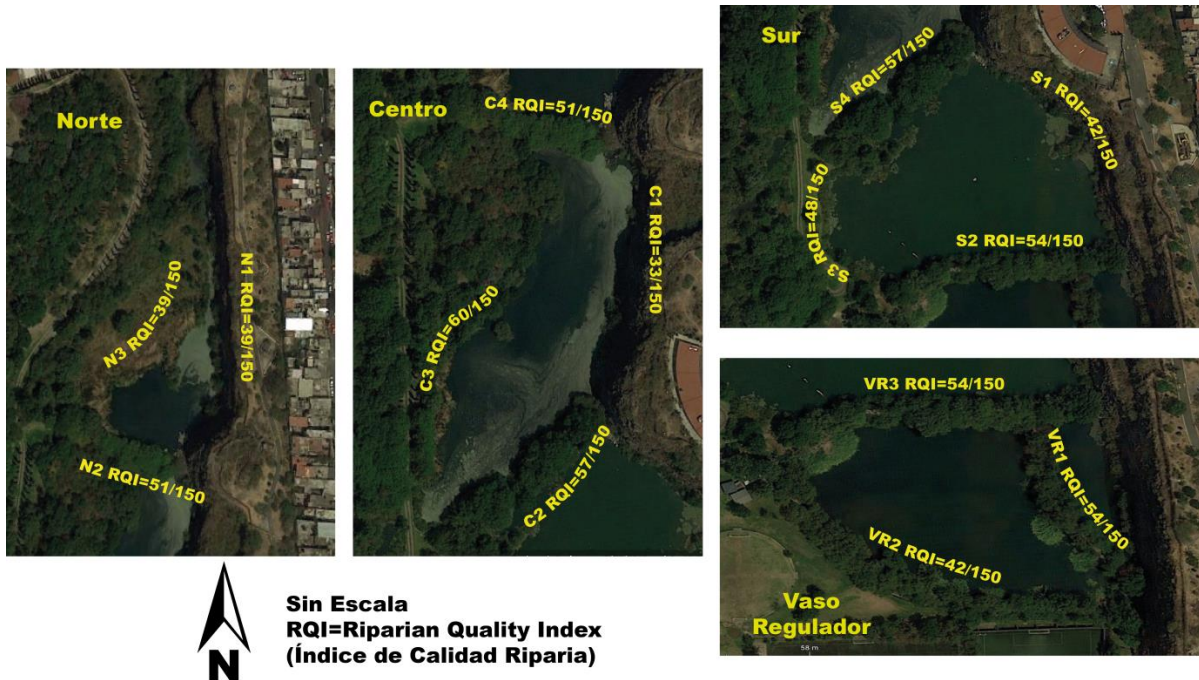 Norte
N1 RQI=39/150
N3 RQI=39/150
N2 RQI=51/150
Centro
C4 RQI=51/150
C1 RQI=33/150
C3 RQI=60/150
C2 RQI=57/150
Sur
S4 RQI=57/150
S1 RQI=42/150
S3 RQI=48/150
S2 RQI=54/150
VR3 RQI=54/150
VR1 RQI=54/150
VR2 RQI=42/150
Vaso
Regulador
58 m
N
Sin Escala
RQI=Riparian Quality Index
(Índice de Calidad Riparia)